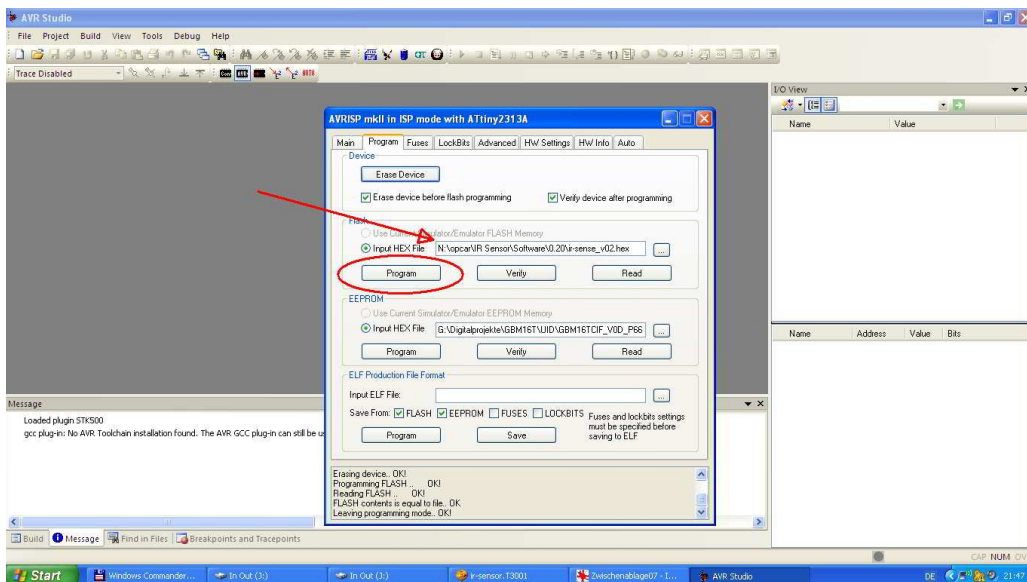 AVR Studio
File Project Build View Tools Debug Help
Trace Disabled
I/O View
Name Value
AVRISP mkII in ISP mode with ATtiny2313A
Main Program Fuses LockBits Advanced HW Settings HW Info Auto
Device
Erase Device
Erase device before flash programming Verify device after programming
Flash
Use Current Simulator/Emulator FLASH Memory
Input HEX File N:\opcar\IR Sensor\Software\0.20\ir-sense_v02.hex ...
Program Verify Read
EEPROM
Use Current Simulator/Emulator EEPROM Memory
Input HEX File G:\Digitalprojekte\GBM16T\UID\GBM16TCIF_V0D_P66 ...
Program Verify Read
Name Address Value Bits
ELF Production File Format
Input ELF File: ...
Save From: FLASH EEPROM FUSES LOCKBITS Fuses and lockbits settings
must be specified before
saving to ELF
Program Save
Message
Loaded plugin STK500
gcc plug-in: No AVR Toolchain installation found. The AVR GCC plug-in can still be
Erasing device.. OK!
Programming FLASH .. OK!
Reading FLASH .. OK!
FLASH contents is equal to file.. OK
Leaving programming mode.. OK!
Build Message Find in Files Breakpoints and Tracepoints
CAP NUM OV
Start Windows Commander... In Out (J:) In Out (J:) ir-sensor.T3001 Zwischenablage07 - I... AVR Studio DE 21:47